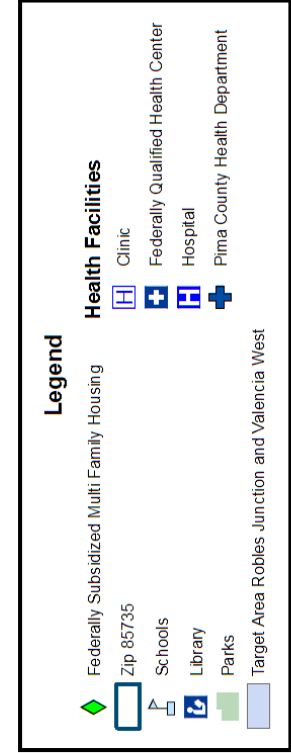 Legend
Federally Subsidized Multi Family Housing
Zip 85735
Schools
Library
Parks
Target Area Robles Junction and Valencia West
Health Facilities
H Clinic
Federally Qualified Health Center
H Hospital
Pima County Health Department